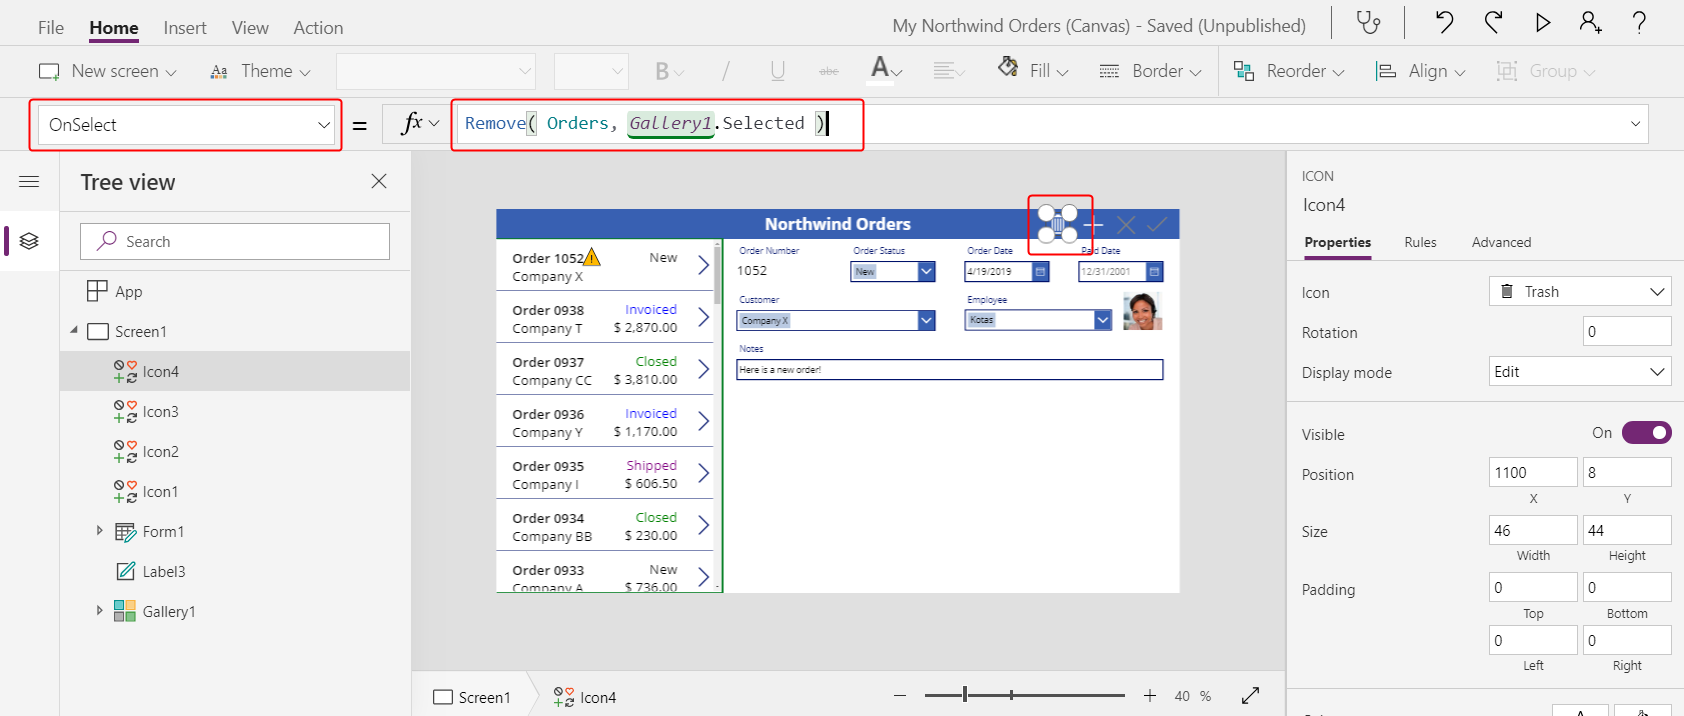 File Home Insert View Action My Northwind Orders (Canvas) - Saved (Unpublished) ?
New screen Aa Theme B / U abc A Fill Border Reorder Align Group
OnSelect = fx Remove( Orders, Gallery1.Selected )
Tree view
Search
App
Screen1
Icon4
Icon3
Icon2
Icon1
Form1
Label3
Gallery1
Northwind Orders
Order 1052 New
Company X
Order 0938 Invoiced
Company T $ 2,870.00
Order 0937 Closed
Company CC $ 3,810.00
Order 0936 Invoiced
Company Y $ 1,170.00
Order 0935 Shipped
Company I $ 606.50
Order 0934 Closed
Company BB $ 230.00
Order 0933 New
Company A $ 736.00
Order Number Order Status Order Date Paid Date
1052 New 4/19/2019 12/31/2001
Customer Employee
Company X Kotas
Notes
Here is a new order!
Screen1 Icon4 40 %
ICON
Icon4
Properties Rules Advanced
Icon Trash
Rotation 0
Display mode Edit
Visible On
Position 1100 8
X Y
Size 46 44
Width Height
Padding 0 0
Top Bottom
0 0
Left Right